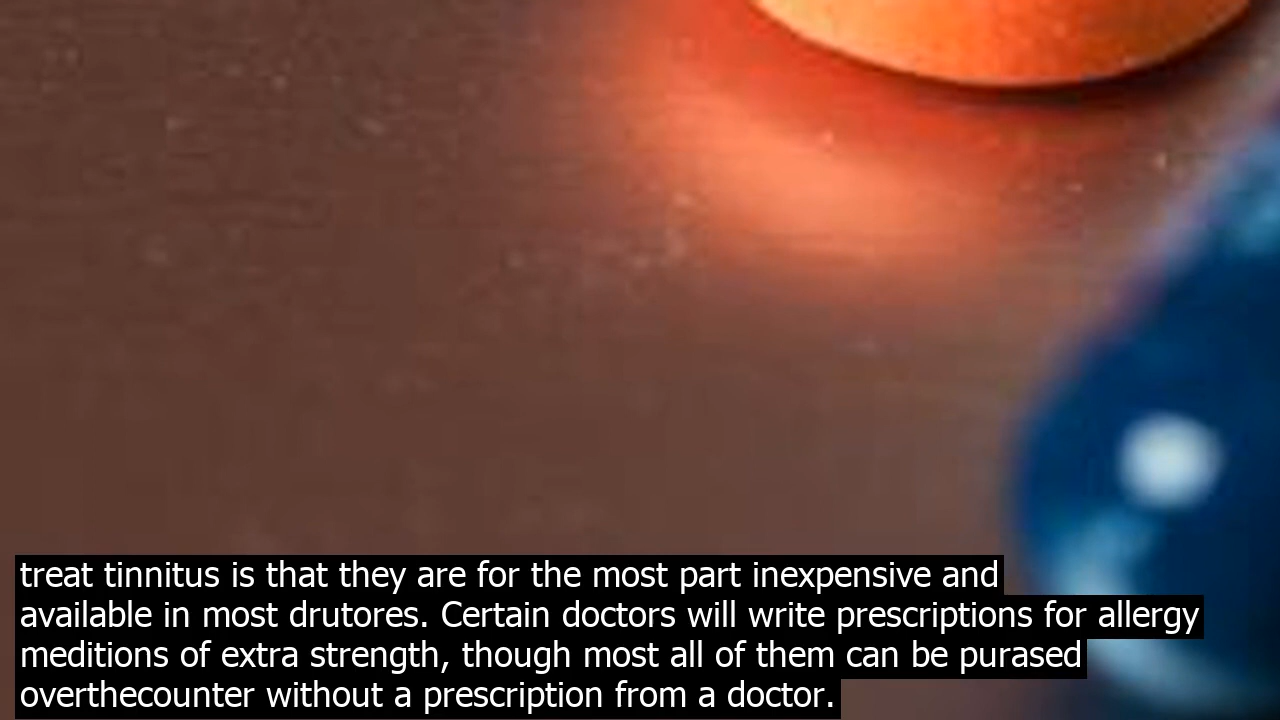 treat tinnitus is that they are for the most part inexpensive and
available in most drutores. Certain doctors will write prescriptions for allergy
meditions of extra strength, though most all of them can be purased
overthecounter without a prescription from a doctor.